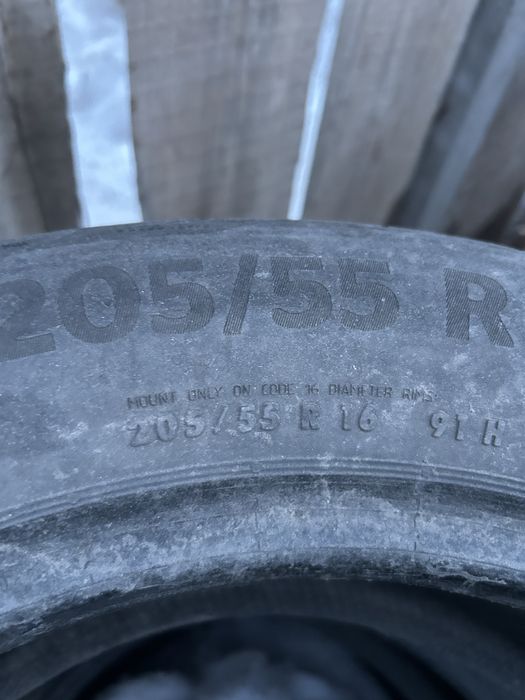 205/55 R
MOUNT ONLY ON CODE 16 DIAMETER RIMS
205/55 R 16 91 H